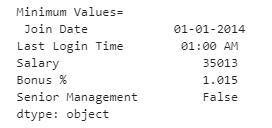 Minimum Values=
Join Date 01-01-2014
Last Login Time 01:00 AM
Salary 35013
Bonus % 1.015
Senior Management False
dtype: object